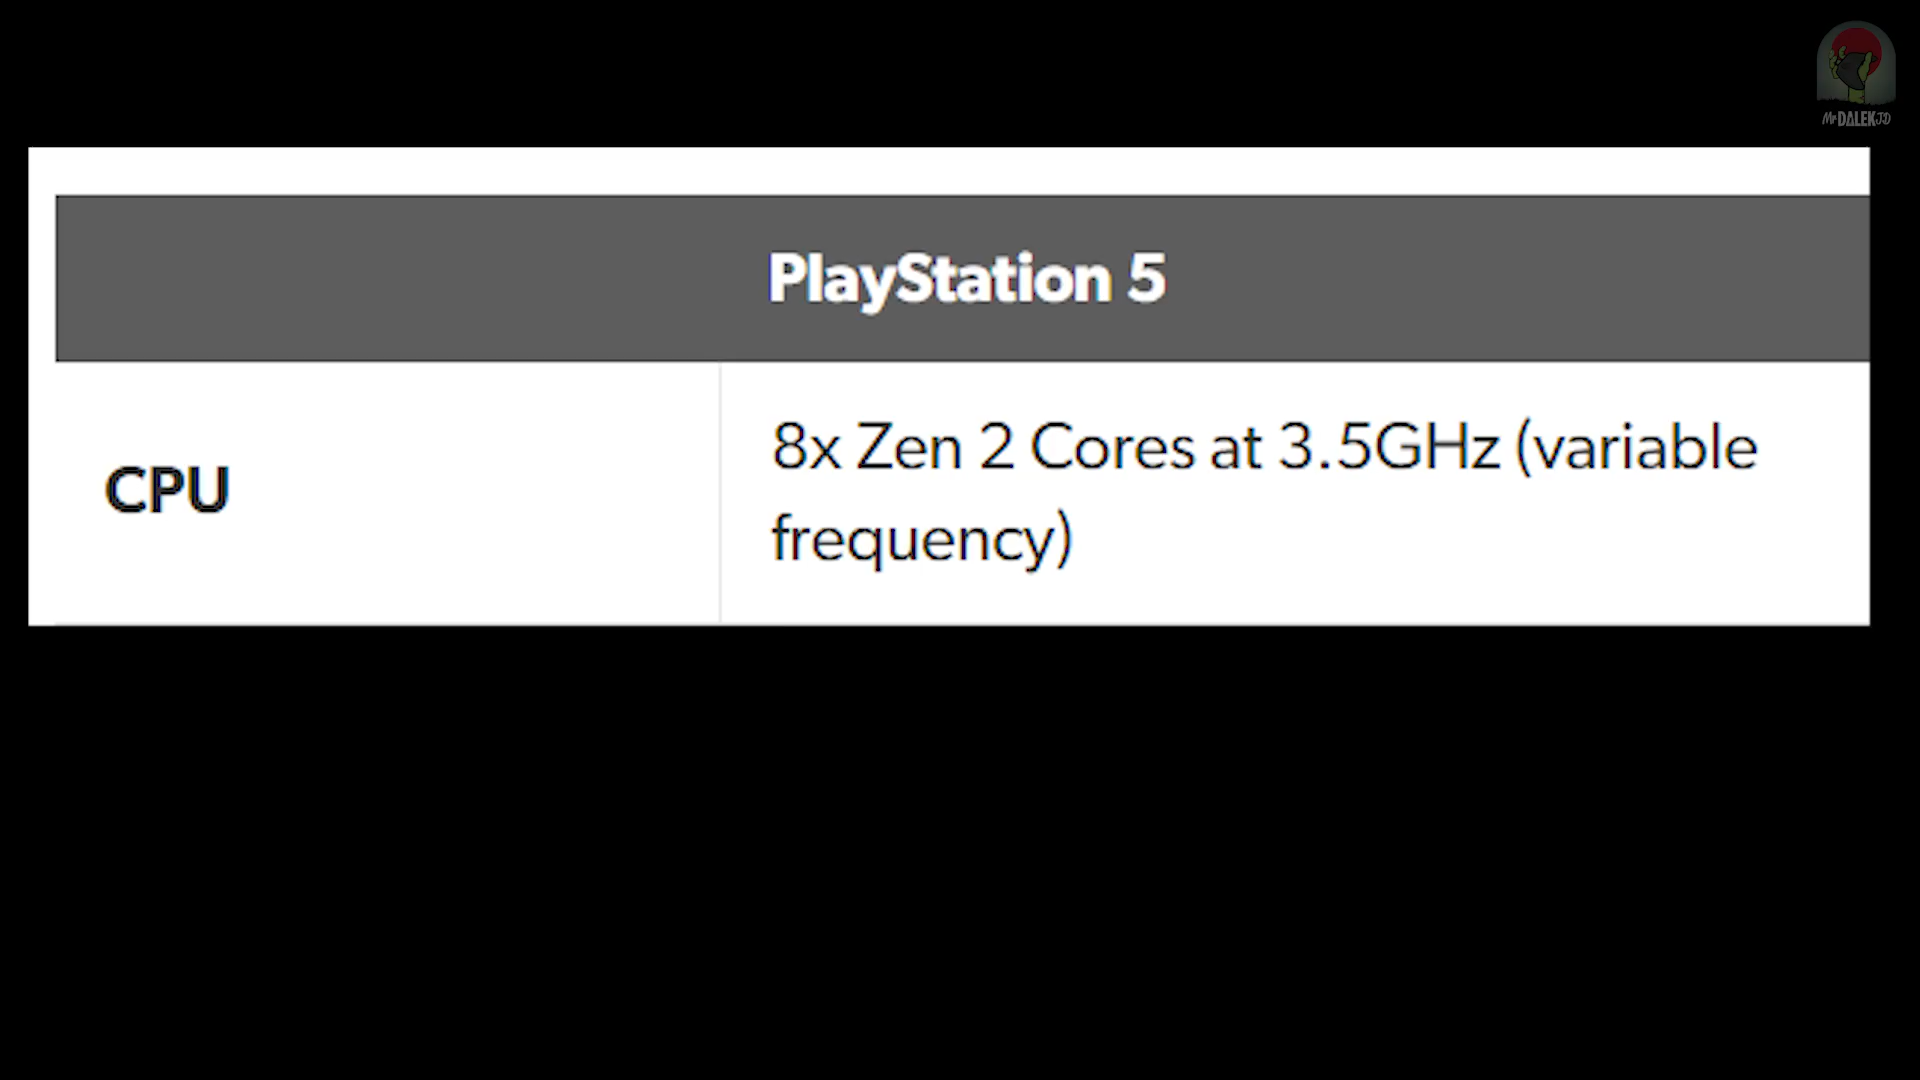 MrDALEKJD
PlayStation 5
CPU
8x Zen 2 Cores at 3.5GHz (variable
frequency)